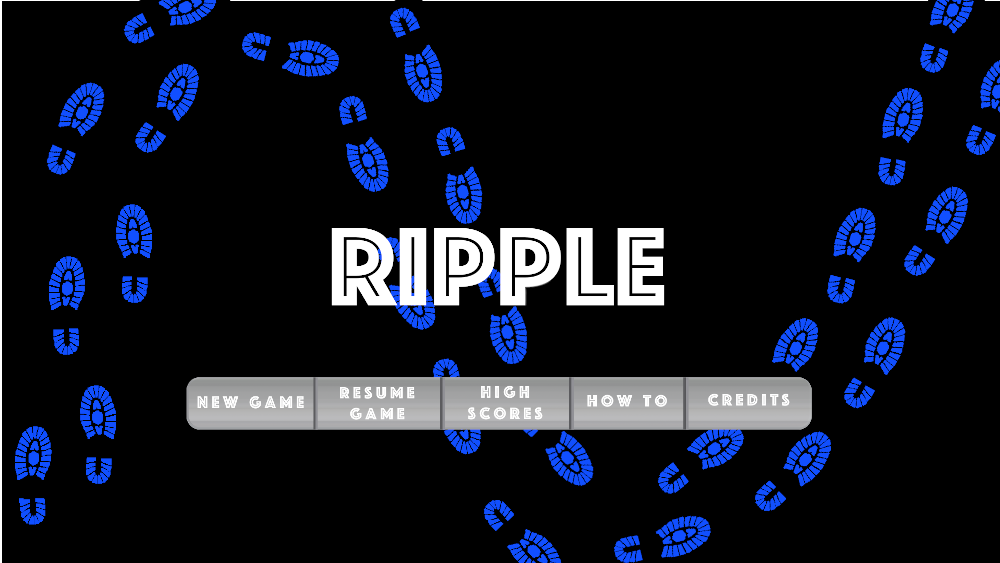 RIPPLE
NEW GAME
RESUME
GAME
HIGH
SCORES
HOW TO
CREDITS